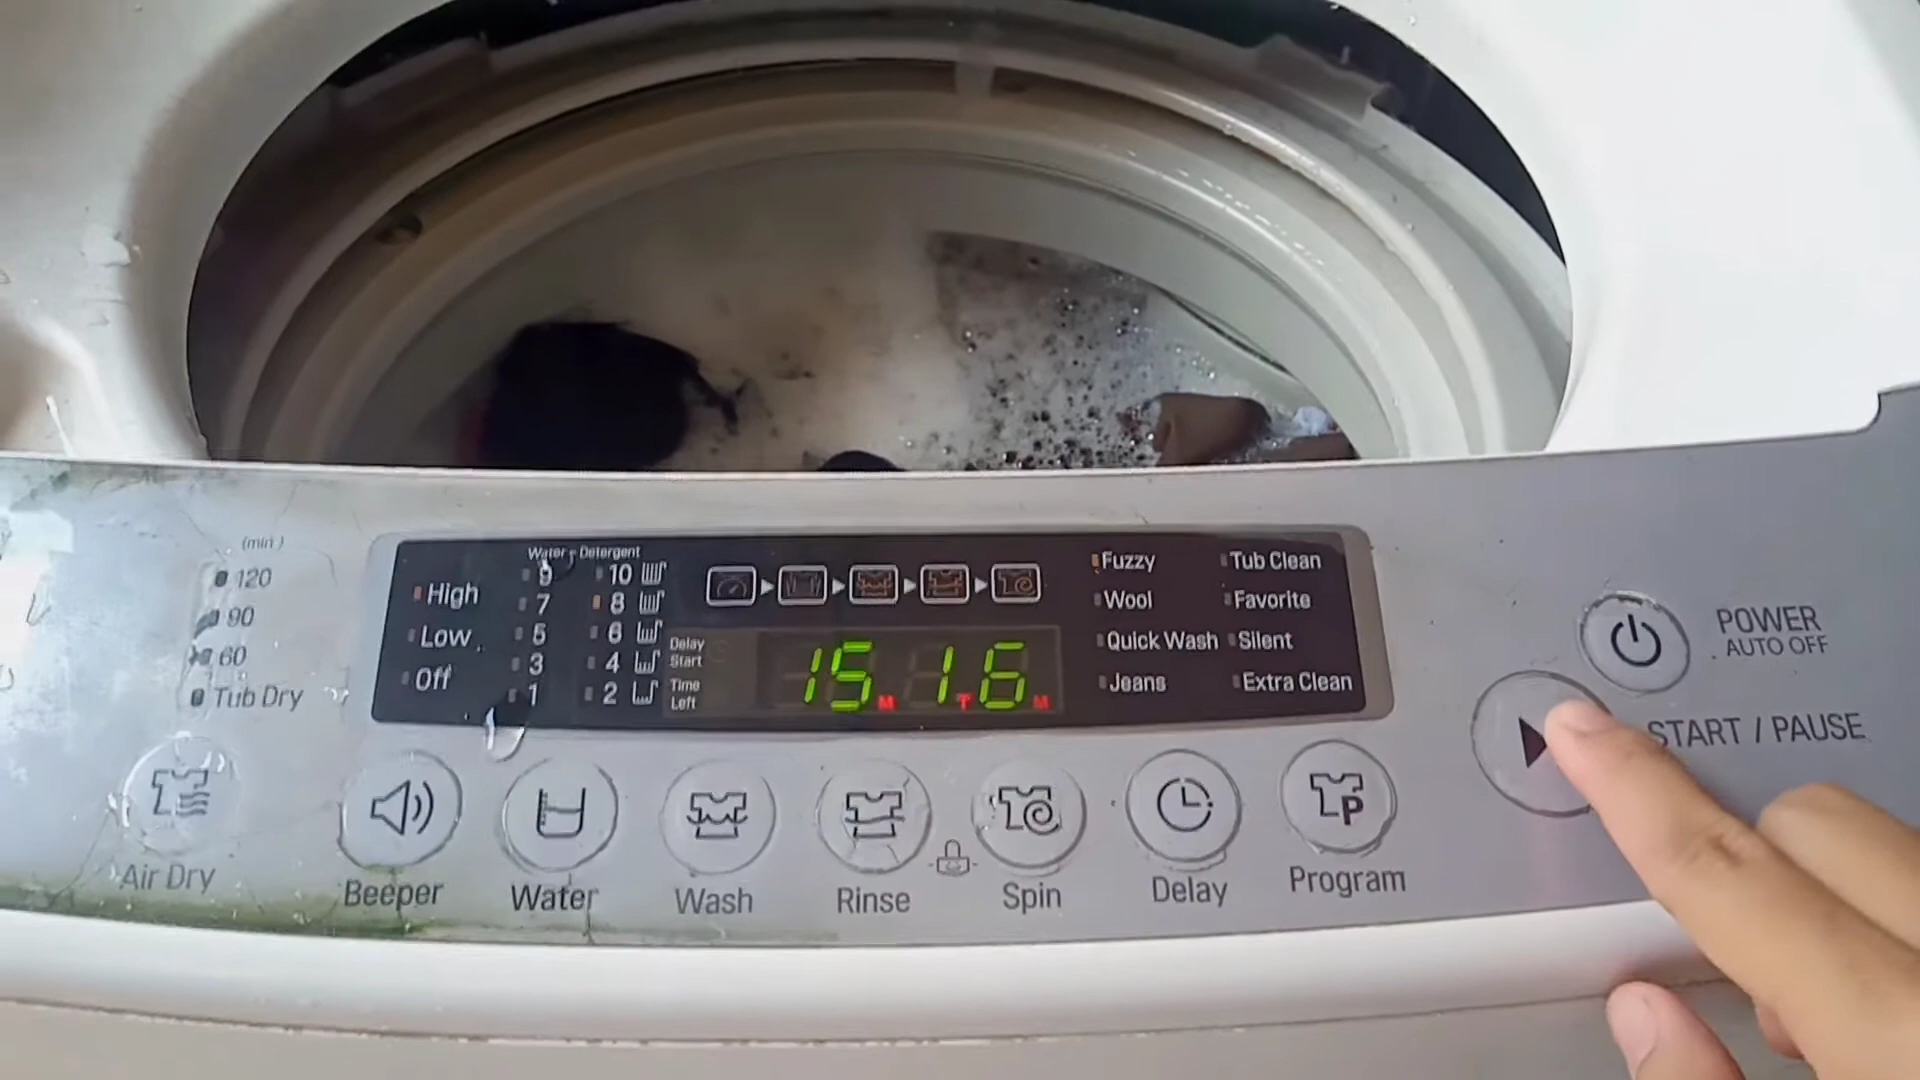 (min)
120
90
60
Tub Dry
Air Dry
High
Low
Off
Water Detergent
9 10
7 8
5 6
3 4
1 2
Delay
Start
Time
Left
15 M 1 T 6 M
Fuzzy Tub Clean
Wool Favorite
Quick Wash Silent
Jeans Extra Clean
POWER
AUTO OFF
START / PAUSE
Beeper
Water
Wash
Rinse
Spin
Delay
P
Program